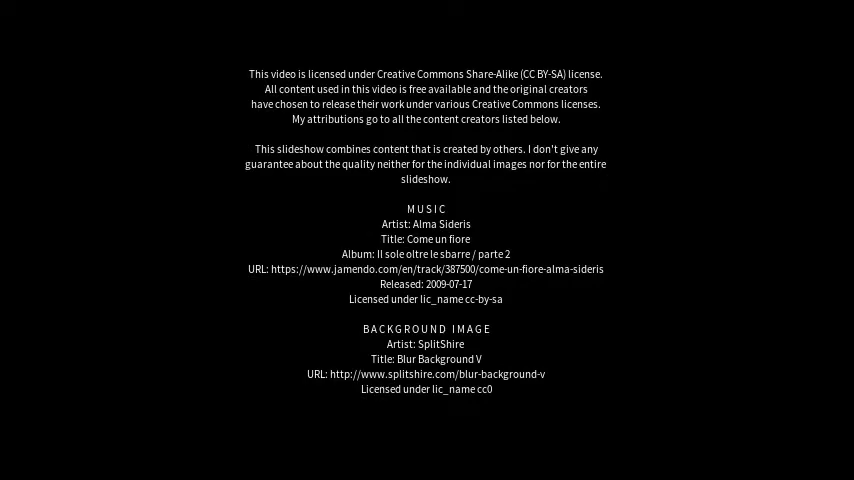 This video is licensed under Creative Commons Share-Alike (CC BY-SA) license.
All content used in this video is free available and the original creators
have chosen to release their work under various Creative Commons licenses.
My attributions go to all the content creators listed below.
This slideshow combines content that is created by others. I don't give any
guarantee about the quality neither for the individual images nor for the entire
slideshow.
MUSIC
Artist: Alma Sideris
Title: Come un fiore
Album: Il sole oltre le sbarre / parte 2
URL: https://www.jamendo.com/en/track/387500/come-un-fiore-alma-sideris
Released: 2009-07-17
Licensed under lic_name cc-by-sa
BACKGROUND IMAGE
Artist: SplitShire
Title: Blur Background V
URL: http://www.splitshire.com/blur-background-v
Licensed under lic_name cc0